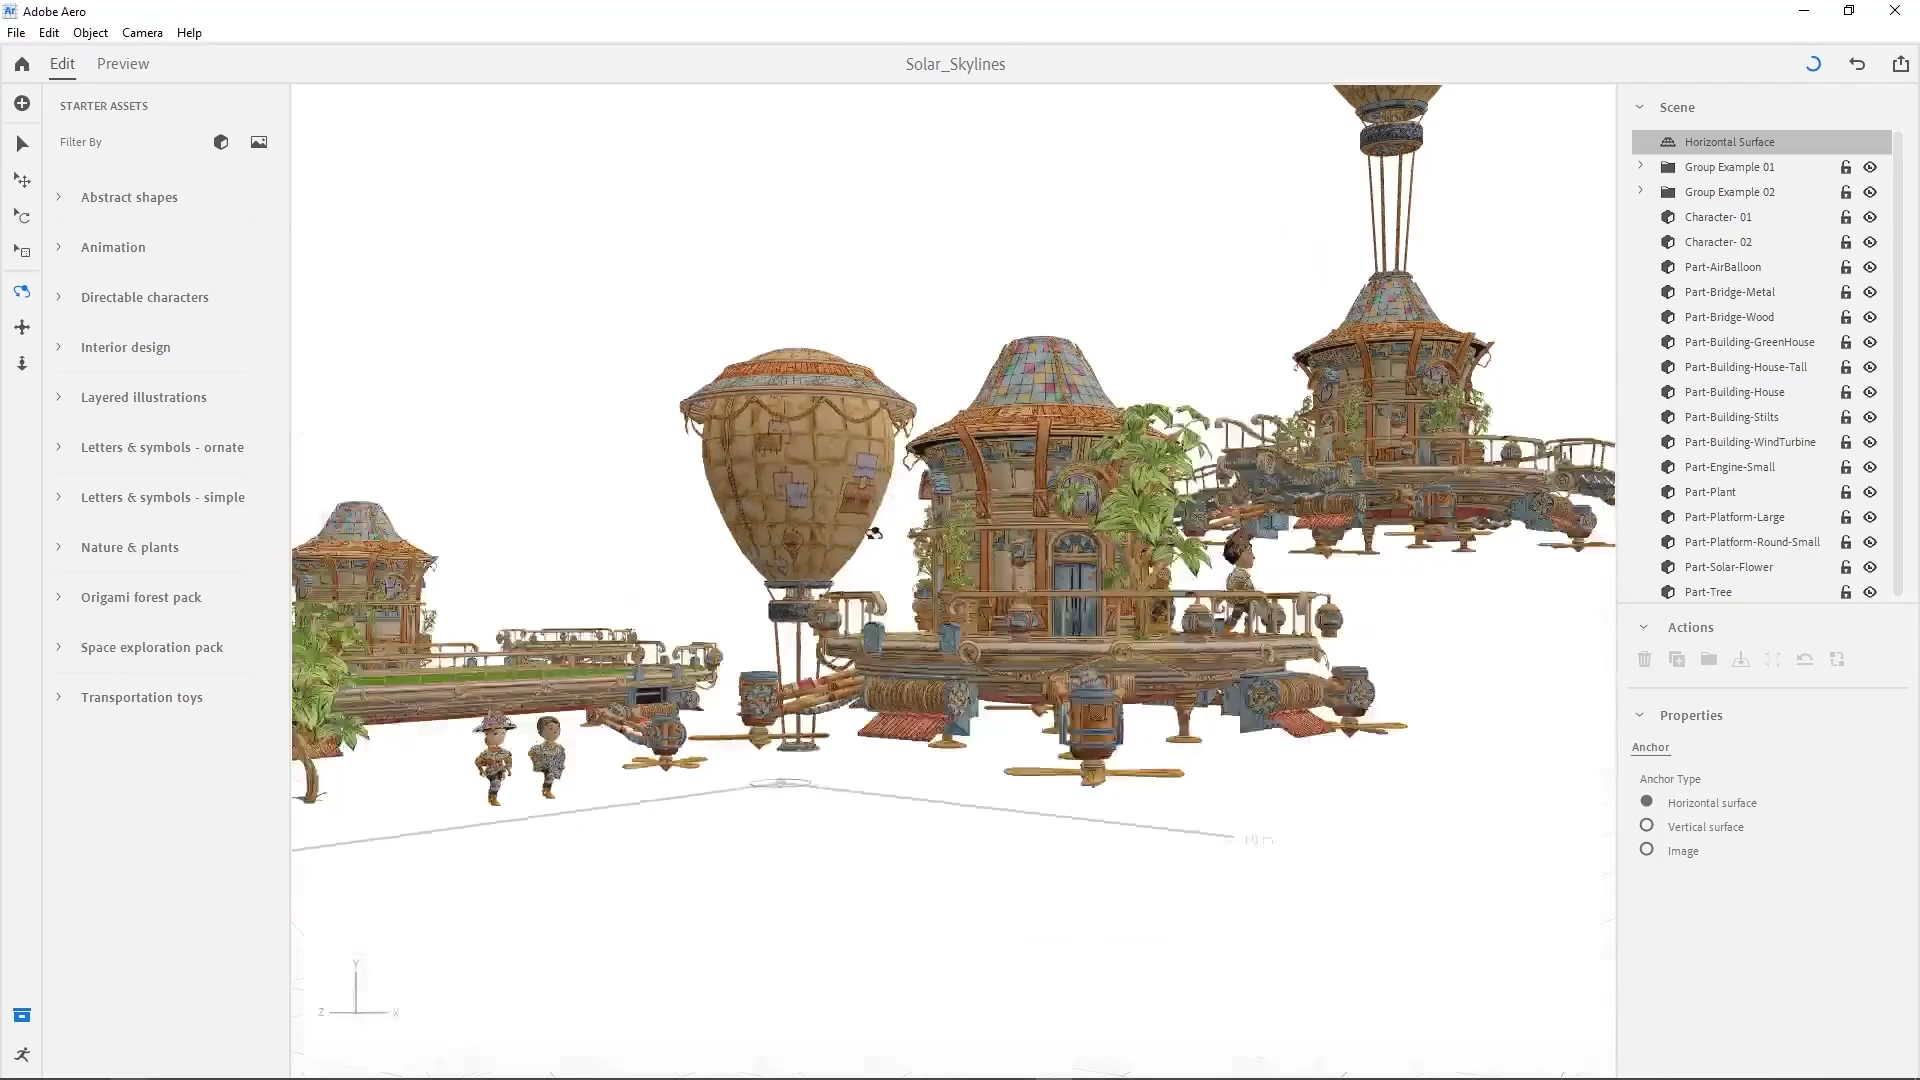 Ar Adobe Aero
File Edit Object Camera Help
Edit Preview Solar_Skylines
STARTER ASSETS
Filter By
Abstract shapes
Animation
Directable characters
Interior design
Layered illustrations
Letters & symbols - ornate
Letters & symbols - simple
Nature & plants
Origami forest pack
Space exploration pack
Transportation toys
10 m
Y
Z
Scene
Horizontal Surface
Group Example 01
Group Example 02
Character- 01
Character- 02
Part-AirBalloon
Part-Bridge-Metal
Part-Bridge-Wood
Part-Building-GreenHouse
Part-Building-House-Tall
Part-Building-House
Part-Building-Stilts
Part-Building-WindTurbine
Part-Engine-Small
Part-Plant
Part-Platform-Large
Part-Platform-Round-Small
Part-Solar-Flower
Part-Tree
Actions
Properties
Anchor
Anchor Type
Horizontal surface
Vertical surface
Image